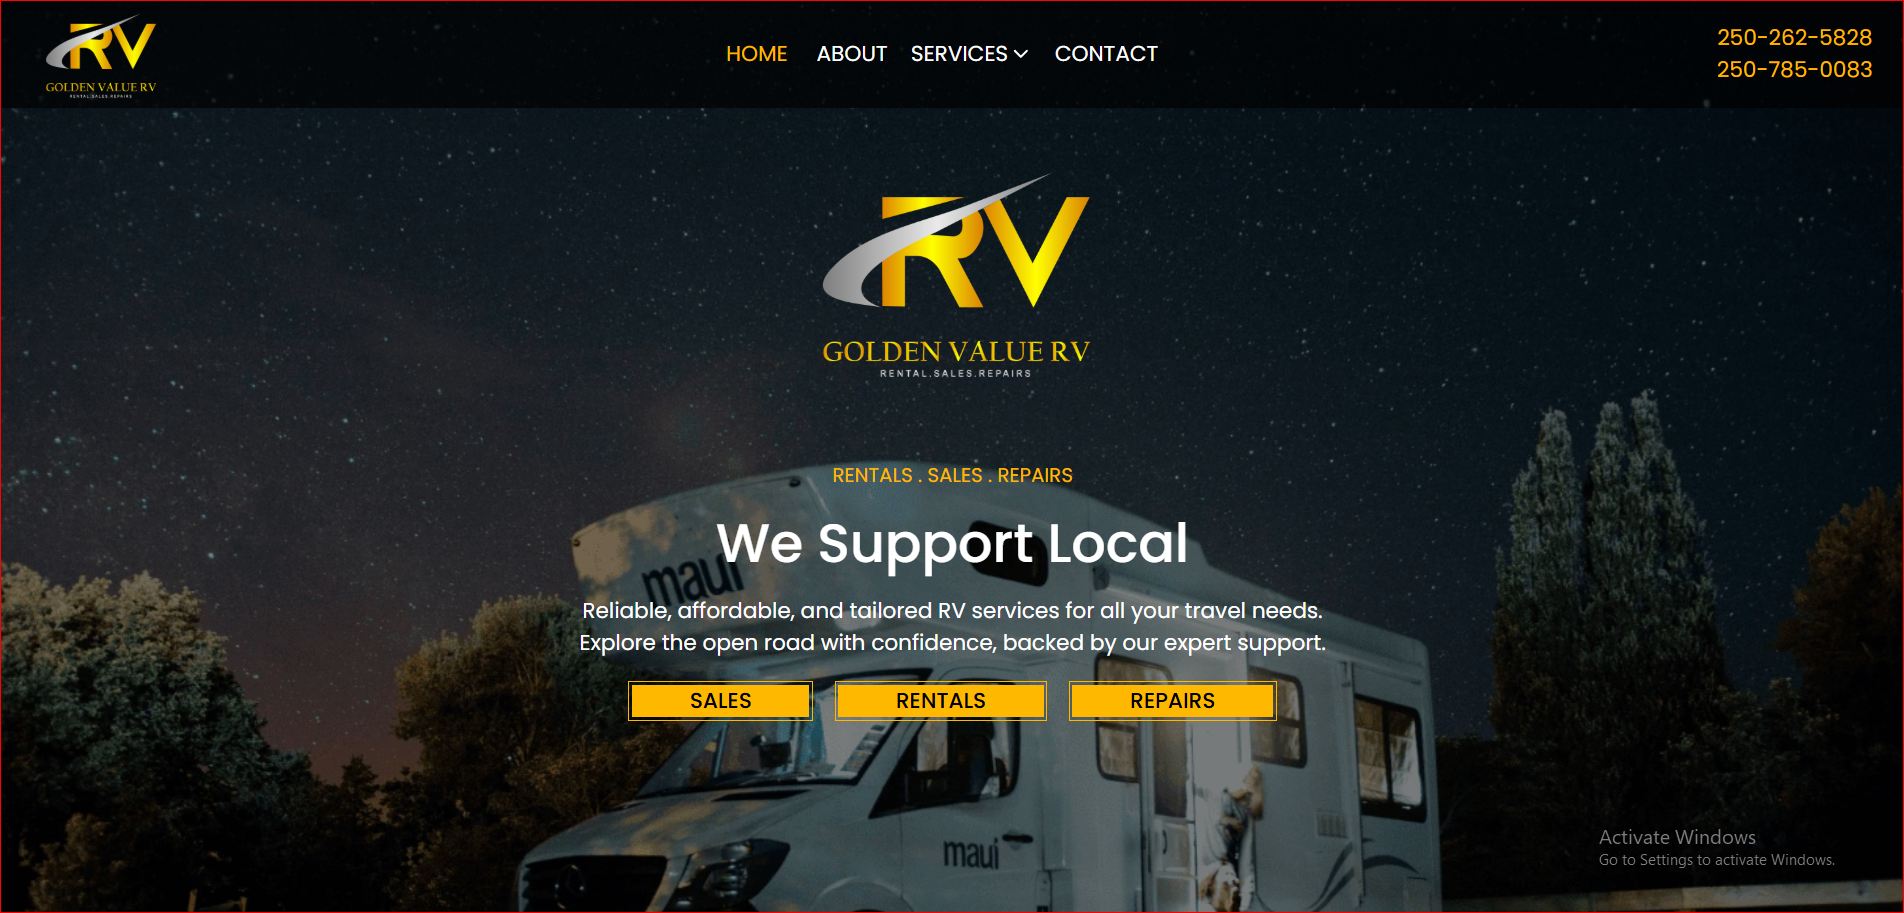 RV
GOLDEN VALUE RV
RENTAL.SALES.REPAIRS
HOME ABOUT SERVICES CONTACT
250-262-5828
250-785-0083
RV
GOLDEN VALUE RV
RENTAL.SALES.REPAIRS
RENTALS . SALES . REPAIRS
We Support Local
maui
Reliable, affordable, and tailored RV services for all your travel needs.
Explore the open road with confidence, backed by our expert support.
SALES RENTALS REPAIRS
maui
Activate Windows
Go to Settings to activate Windows.